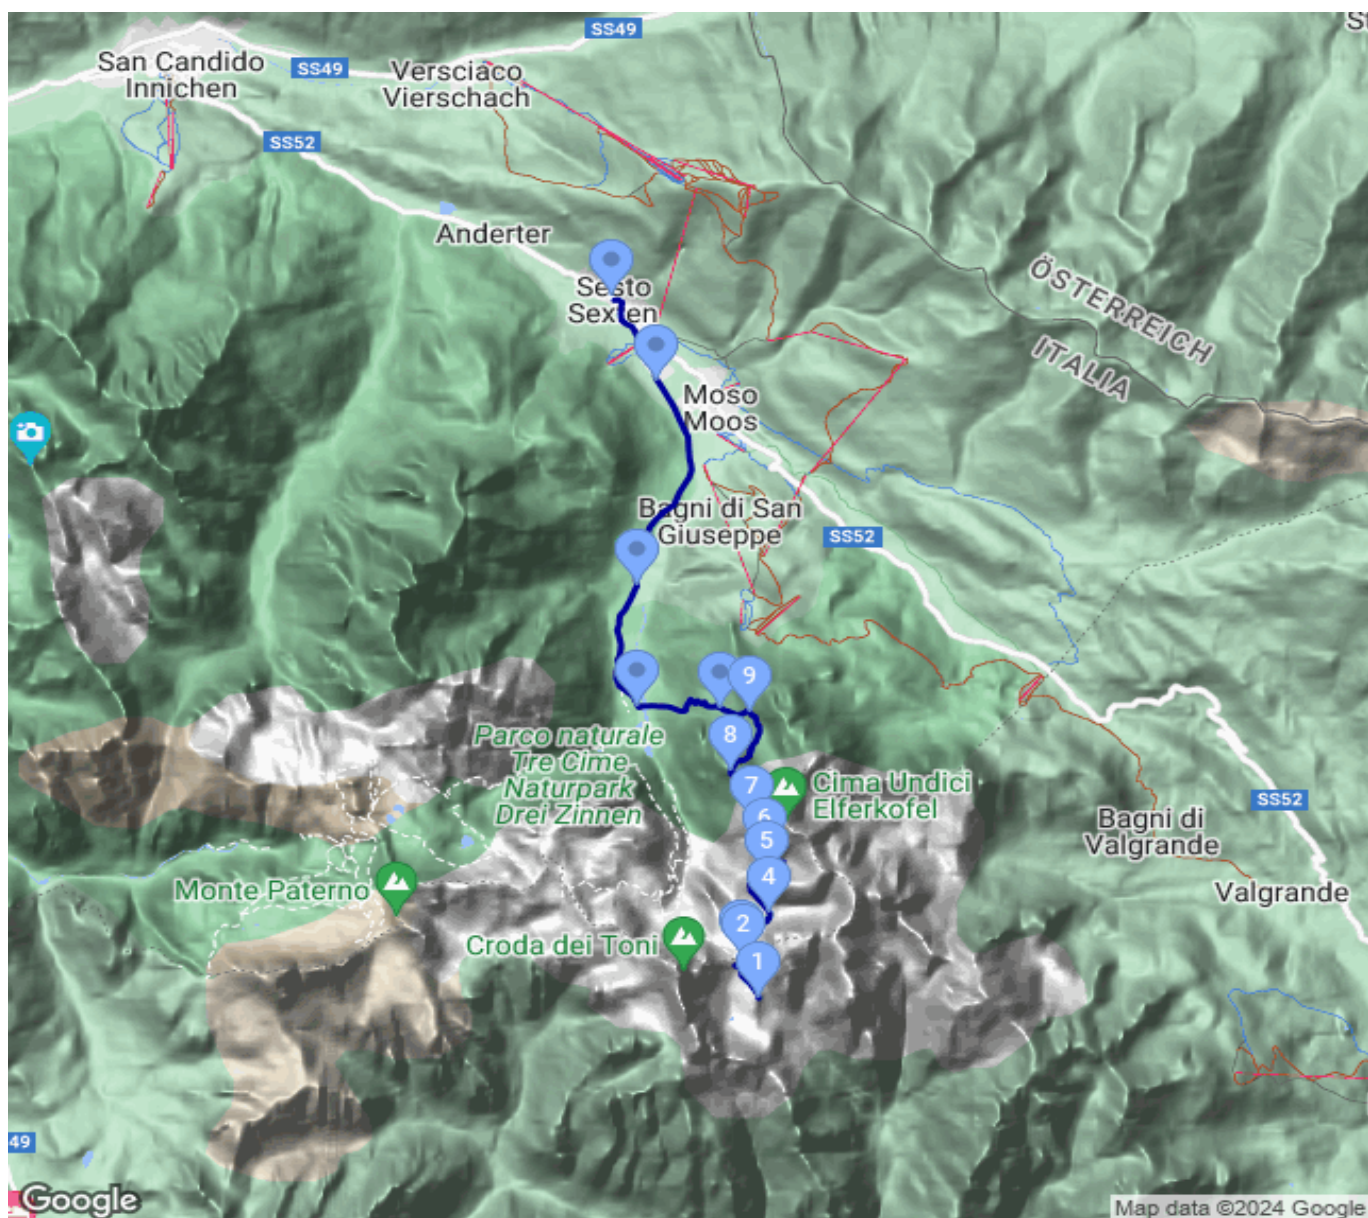 SS49
St
San Candido
Innichen
SS49
Versciaco
Vierschach
SS52
Anderter
ÖSTERREICH
ITALIA
Sesto
Sexten
Moso
Moos
Bagni di San
Giuseppe
SS52
9
8
Parco naturale
Tre Cime
Naturpark
Drei Zinnen
7
Cima Undici
Elferkofel
6
5
SS52
Bagni di
Valgrande
4
Monte Paterno
Valgrande
2
Croda dei Toni
1
49
Google
Map data ©2024 Google